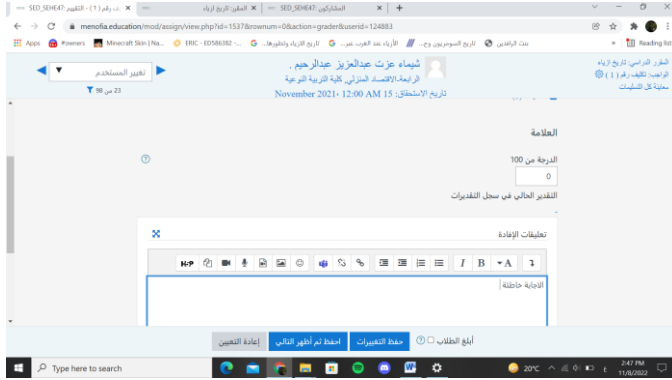 SED_SEHE47: التقييم - ( 1 ) ... رقم
المقرر: تاريخ ازياء
SED_SEHE47: المشاركون
menofia.education/mod/assign/view.php?id=1537&rownum=0&action=grader&userid=124883
Apps
#owners
Minecraft Skin | No...
ERIC - ED586382 -...
تاريخ الازياء وتطورها...
الأزياء عند العرب عبر...
تاريخ السومريون وح...
بنت الرافدين
Reading list
المقرر الدراسي: تاريخ ازياء
الواجب: تكليف رقم ( 1 )
معاينة كل التسليمات
شيماء عزت عبدالعزيز عبدالرحيم .
الرابعة.الاقتصاد المنزلي. كلية التربية النوعية
تاريخ الاستحقاق: 15 November 2021، 12:00 AM
تغيير المستخدم
23 من 98
العلامة
الدرجة من 100
0
التقدير الحالي في سجل التقديرات
-
تعليقات الإفادة
A
B
I
H-P
الاجابة خاطئة
أبلغ الطلاب
حفظ التغييرات
احفظ ثم أظهر التالي
إعادة التعيين
Type here to search
20°C
ع
2:47 PM
11/8/2022